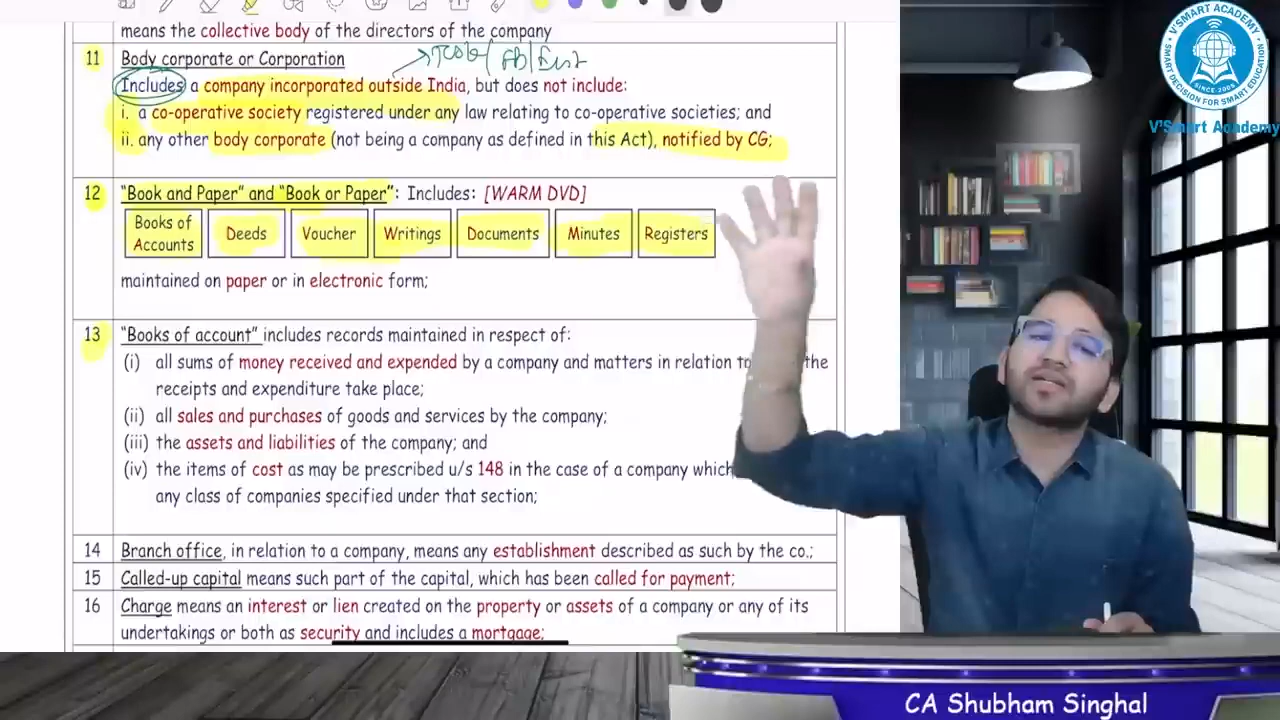 means the collective body of the directors of the company
11 Body corporate or Corporation
Includes a company incorporated outside India, but does not include:
i. a co-operative society registered under any law relating to co-operative societies; and
ii. any other body corporate (not being a company as defined in this Act), notified by CG;
12 "Book and Paper" and "Book or Paper": Includes: [WARM DVD]
Books of Accounts
Deeds
Voucher
Writings
Documents
Minutes
Registers
maintained on paper or in electronic form;
13 "Books of account" includes records maintained in respect of:
(i) all sums of money received and expended by a company and matters in relation to the
receipts and expenditure take place;
(ii) all sales and purchases of goods and services by the company;
(iii) the assets and liabilities of the company; and
(iv) the items of cost as may be prescribed u/s 148 in the case of a company which
any class of companies specified under that section;
14 Branch office, in relation to a company, means any establishment described as such by the co.;
15 Called-up capital means such part of the capital, which has been called for payment;
16 Charge means an interest or lien created on the property or assets of a company or any of its
undertakings or both as security and includes a mortgage;
V'SMART ACADEMY
SMART DECISION FOR SMART EDUCATION
SINCE 2005
V'Smart Academy
CA Shubham Singhal